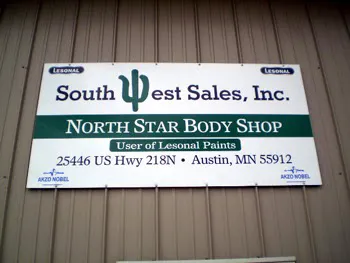 LESONAL LESONAL
South West Sales, Inc.
NORTH STAR BODY SHOP
User of Lesonal Paints
25446 US Hwy 218N • Austin, MN 55912
AKZO NOBEL AKZO NOBEL